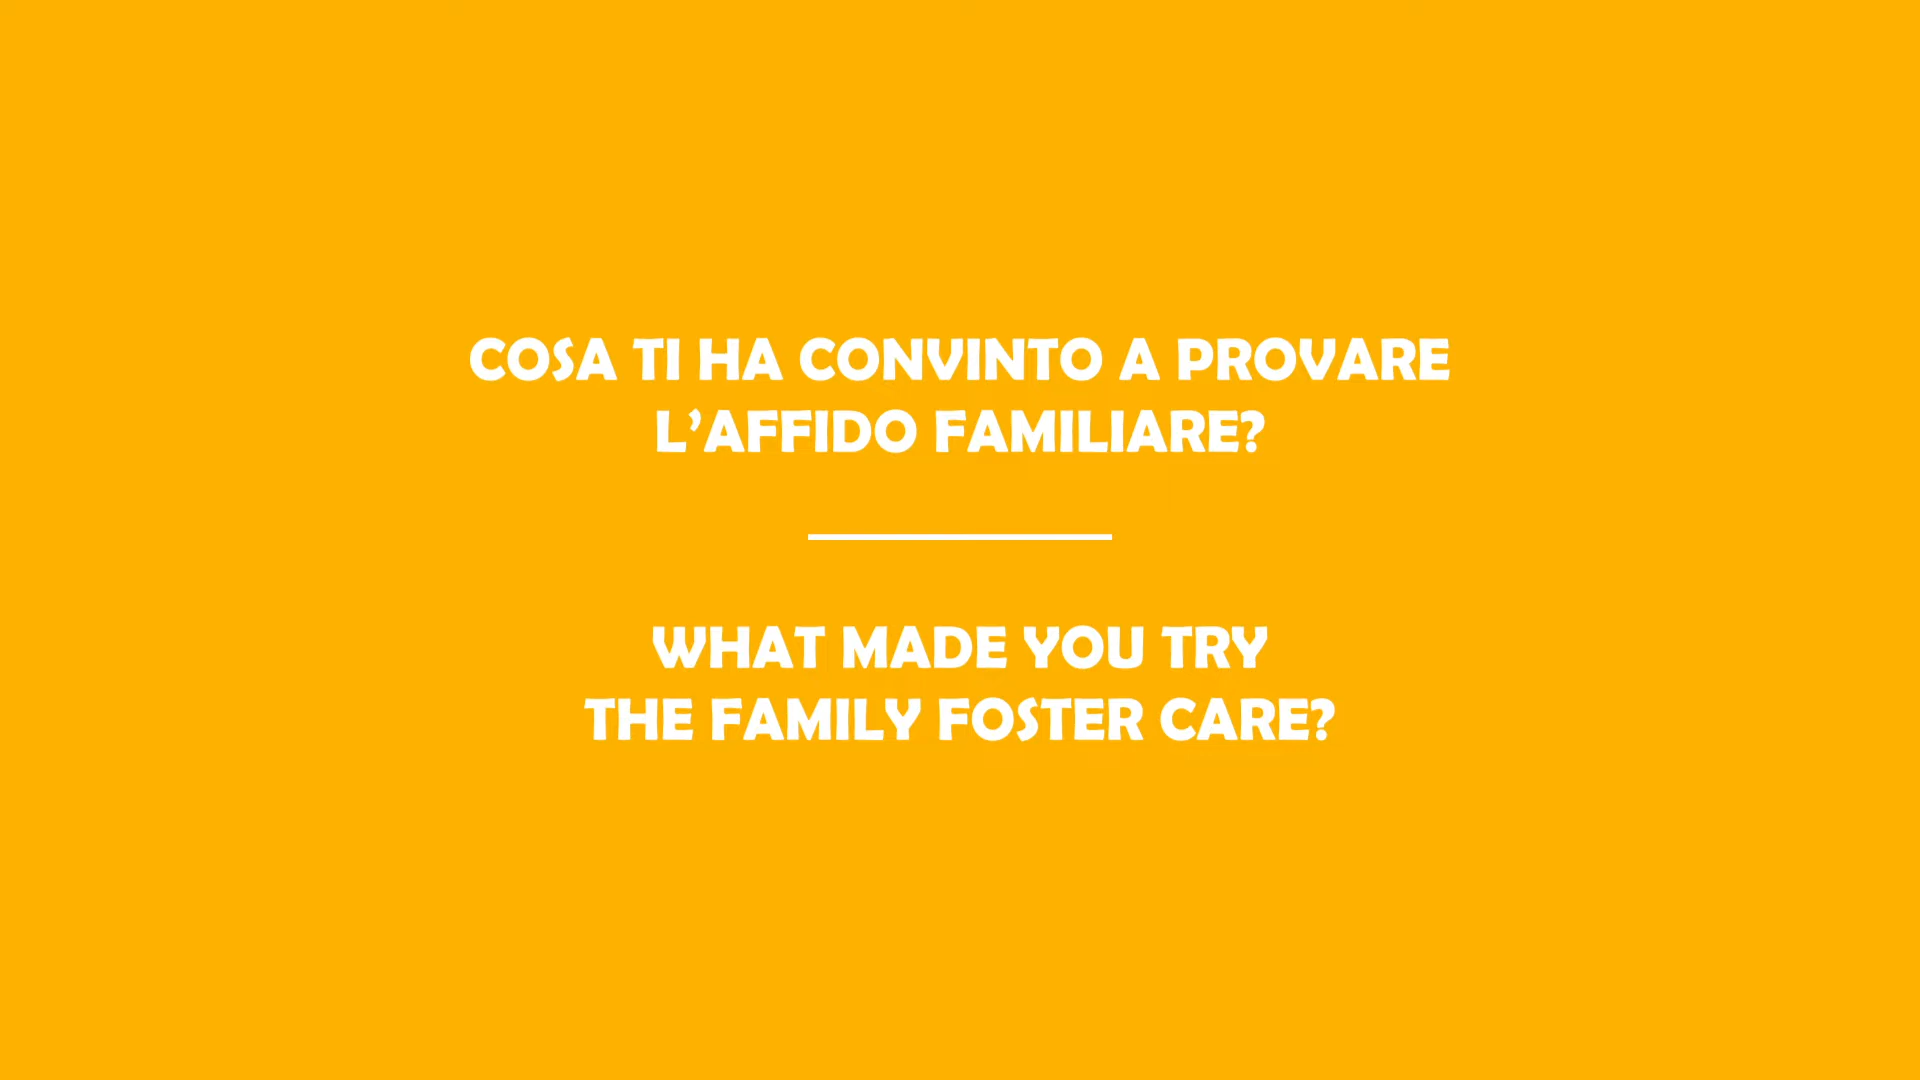 COSA TI HA CONVINTO A PROVARE
L’AFFIDO FAMILIARE?
WHAT MADE YOU TRY
THE FAMILY FOSTER CARE?